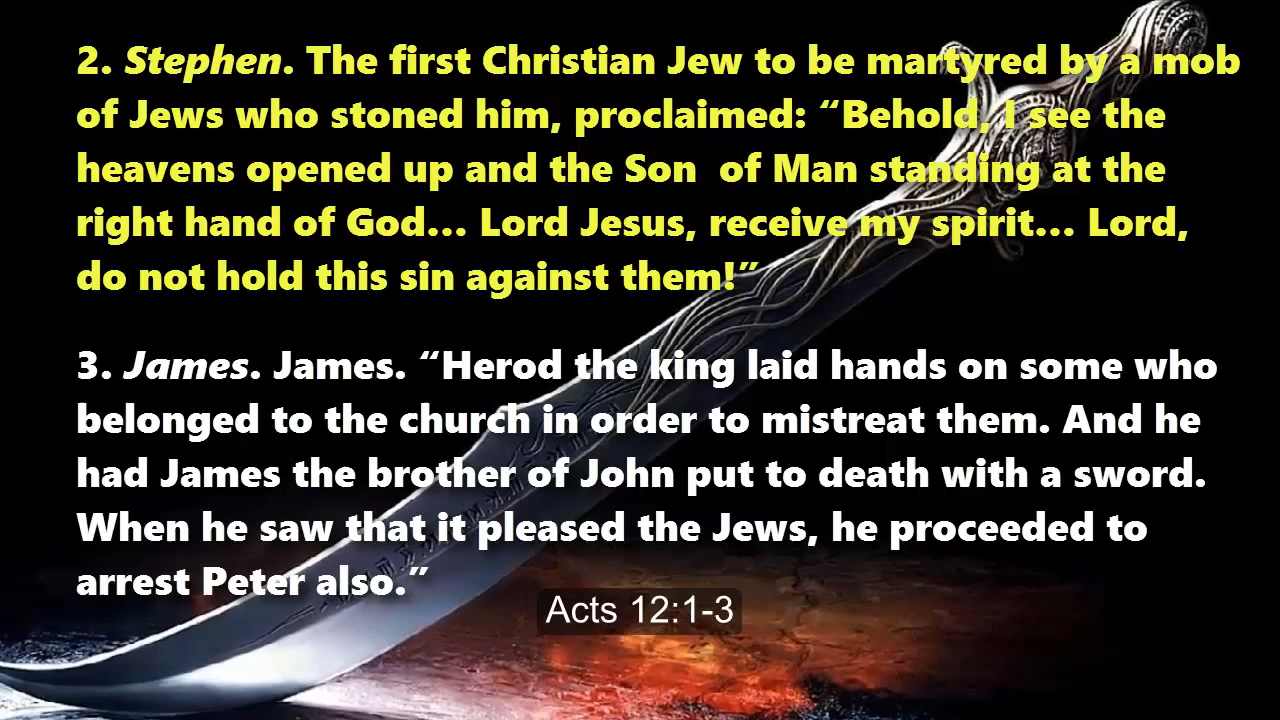 2. Stephen. The first Christian Jew to be martyred by a mob
of Jews who stoned him, proclaimed: “Behold, I see the
heavens opened up and the Son  of Man standing at the
right hand of God... Lord Jesus, receive my spirit... Lord,
do not hold this sin against them!”
3. James. James. “Herod the king laid hands on some who
belonged to the church in order to mistreat them. And he
had James the brother of John put to death with a sword.
When he saw that it pleased the Jews, he proceeded to
arrest Peter also.”
Acts 12:1-3